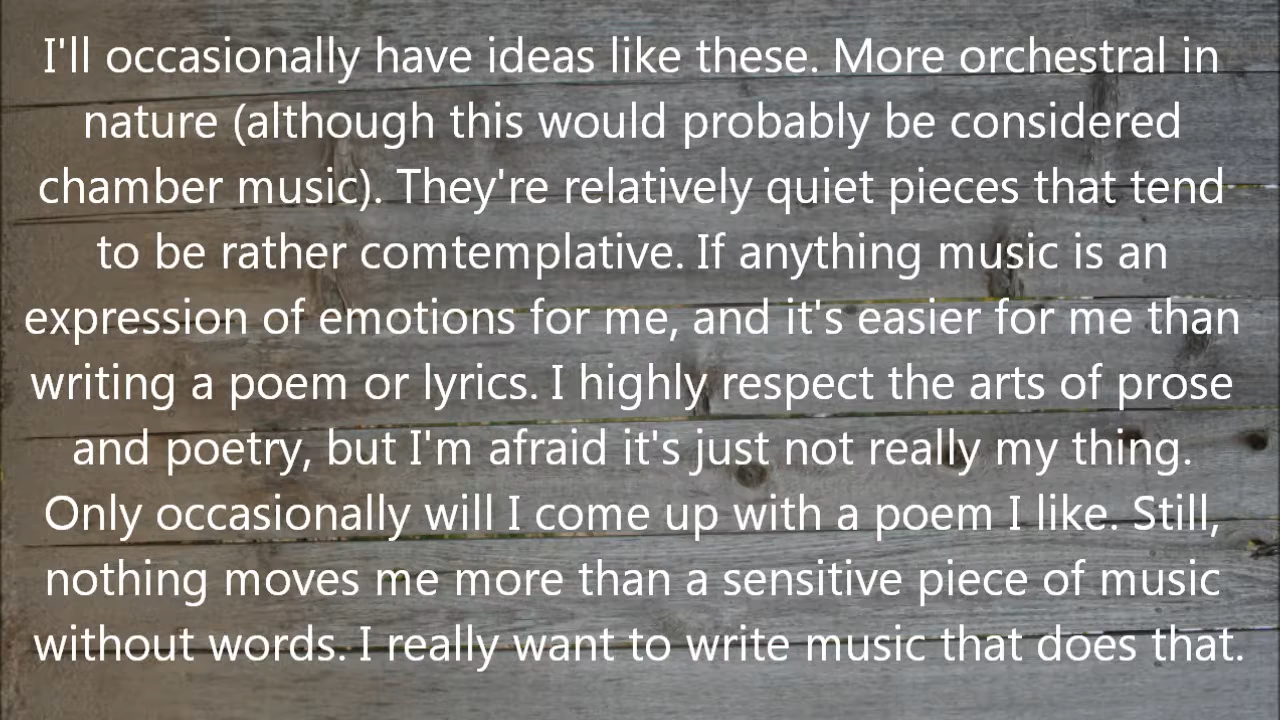 I'll occasionally have ideas like these. More orchestral in
nature (although this would probably be considered
chamber music). They're relatively quiet pieces that tend
to be rather comtemplative. If anything music is an
expression of emotions for me, and it's easier for me than
writing a poem or lyrics. I highly respect the arts of prose
and poetry, but I'm afraid it's just not really my thing.
Only occasionally will I come up with a poem I like. Still,
nothing moves me more than a sensitive piece of music
without words. I really want to write music that does that.